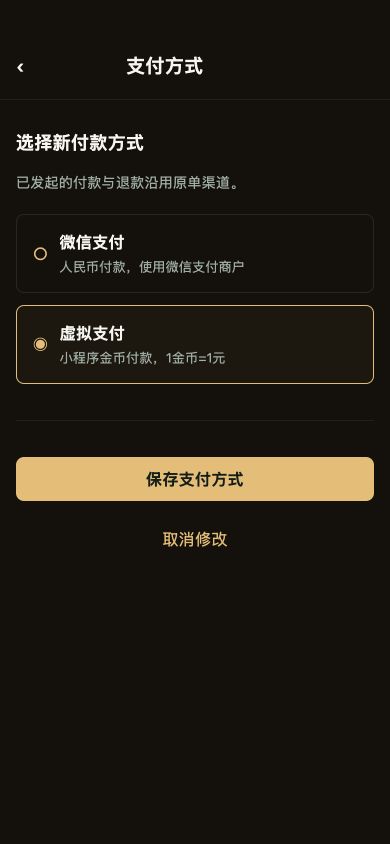 支付方式
选择新付款方式
已发起的付款与退款沿用原单渠道。
微信支付
人民币付款，使用微信支付商户
虚拟支付
小程序金币付款，1金币=1元
保存支付方式
取消修改